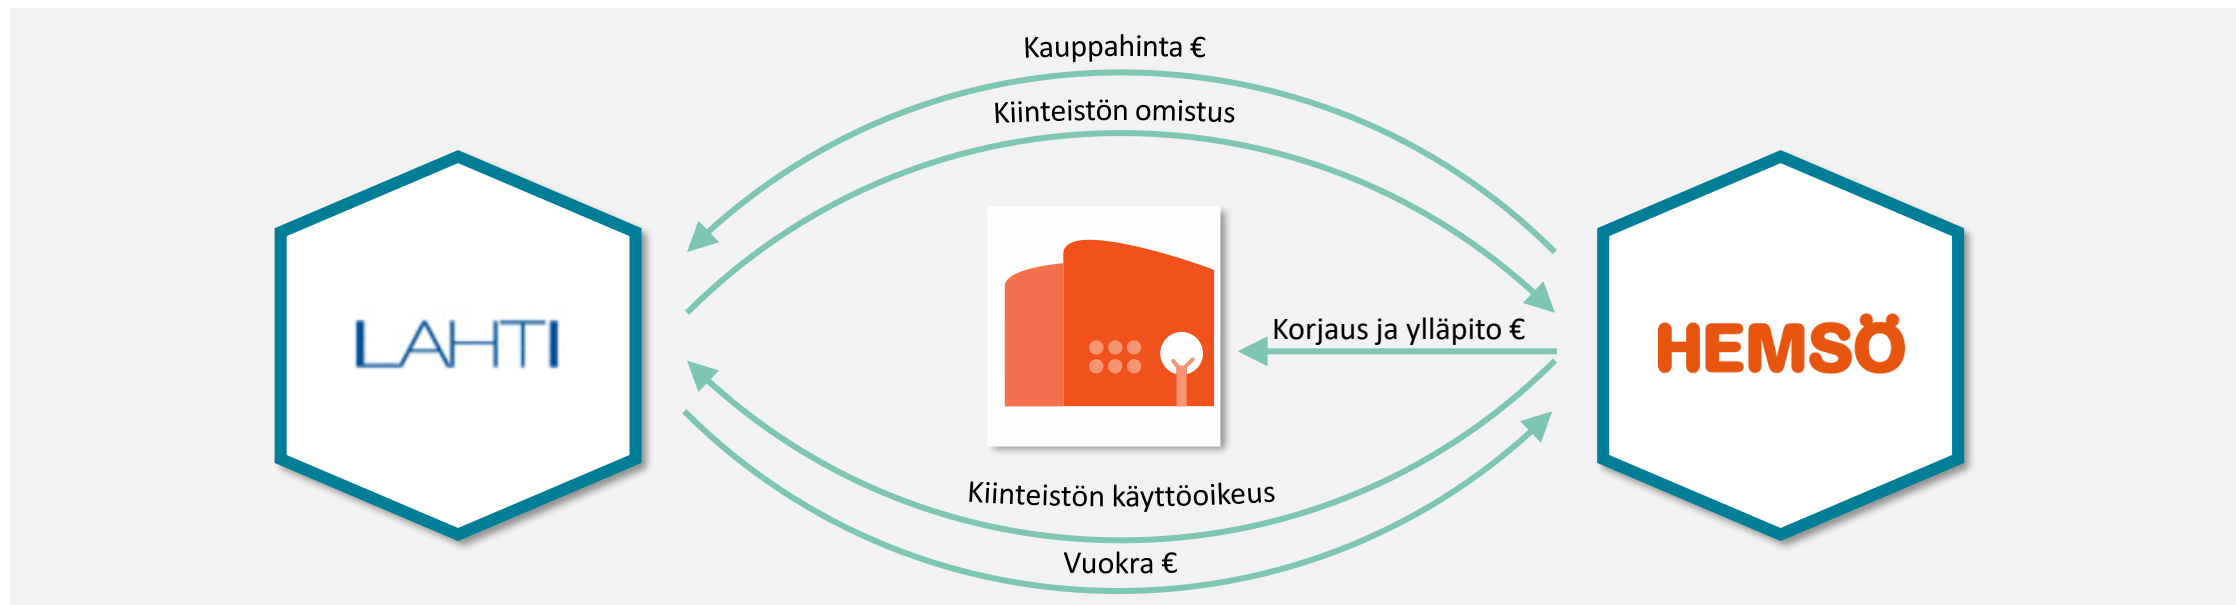 Kauppahinta €
Kiinteistön omistus
LAHTI
Korjaus ja ylläpito €
HEMSÖ
Kiinteistön käyttöoikeus
Vuokra €